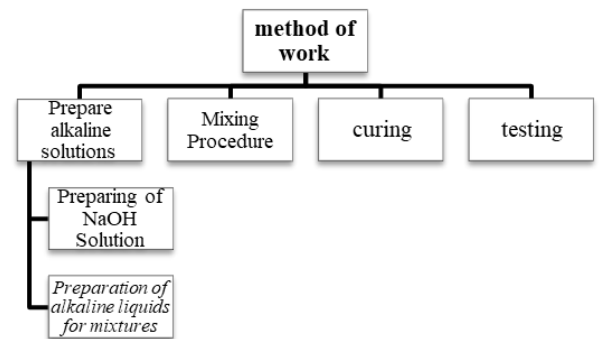 method of
work
Prepare
alkaline
solutions
Mixing
Procedure
curing
testing
Preparing of
NaOH
Solution
Preparation of
alkaline liquids
for mixtures